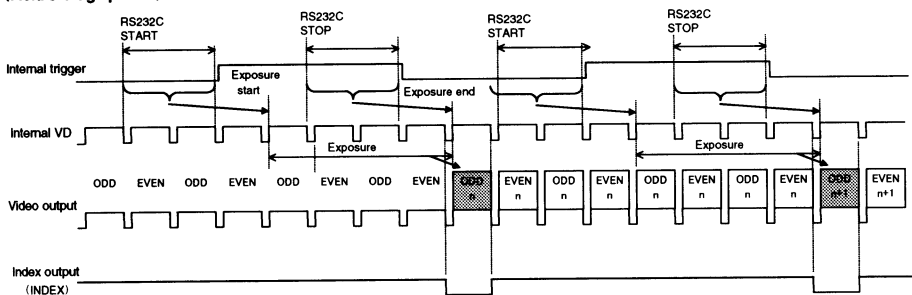 RS232C
START
RS232C
STOP
RS232C
START
RS232C
STOP
Internal trigger
Exposure
start
Exposure end
Internal VD
Exposure
Exposure
ODD EVEN ODD EVEN ODD EVEN ODD EVEN ODD n EVEN n ODD n EVEN n ODD n EVEN n ODD n EVEN n ODD n+1 EVEN n+1
Video output
Index output
(INDEX)